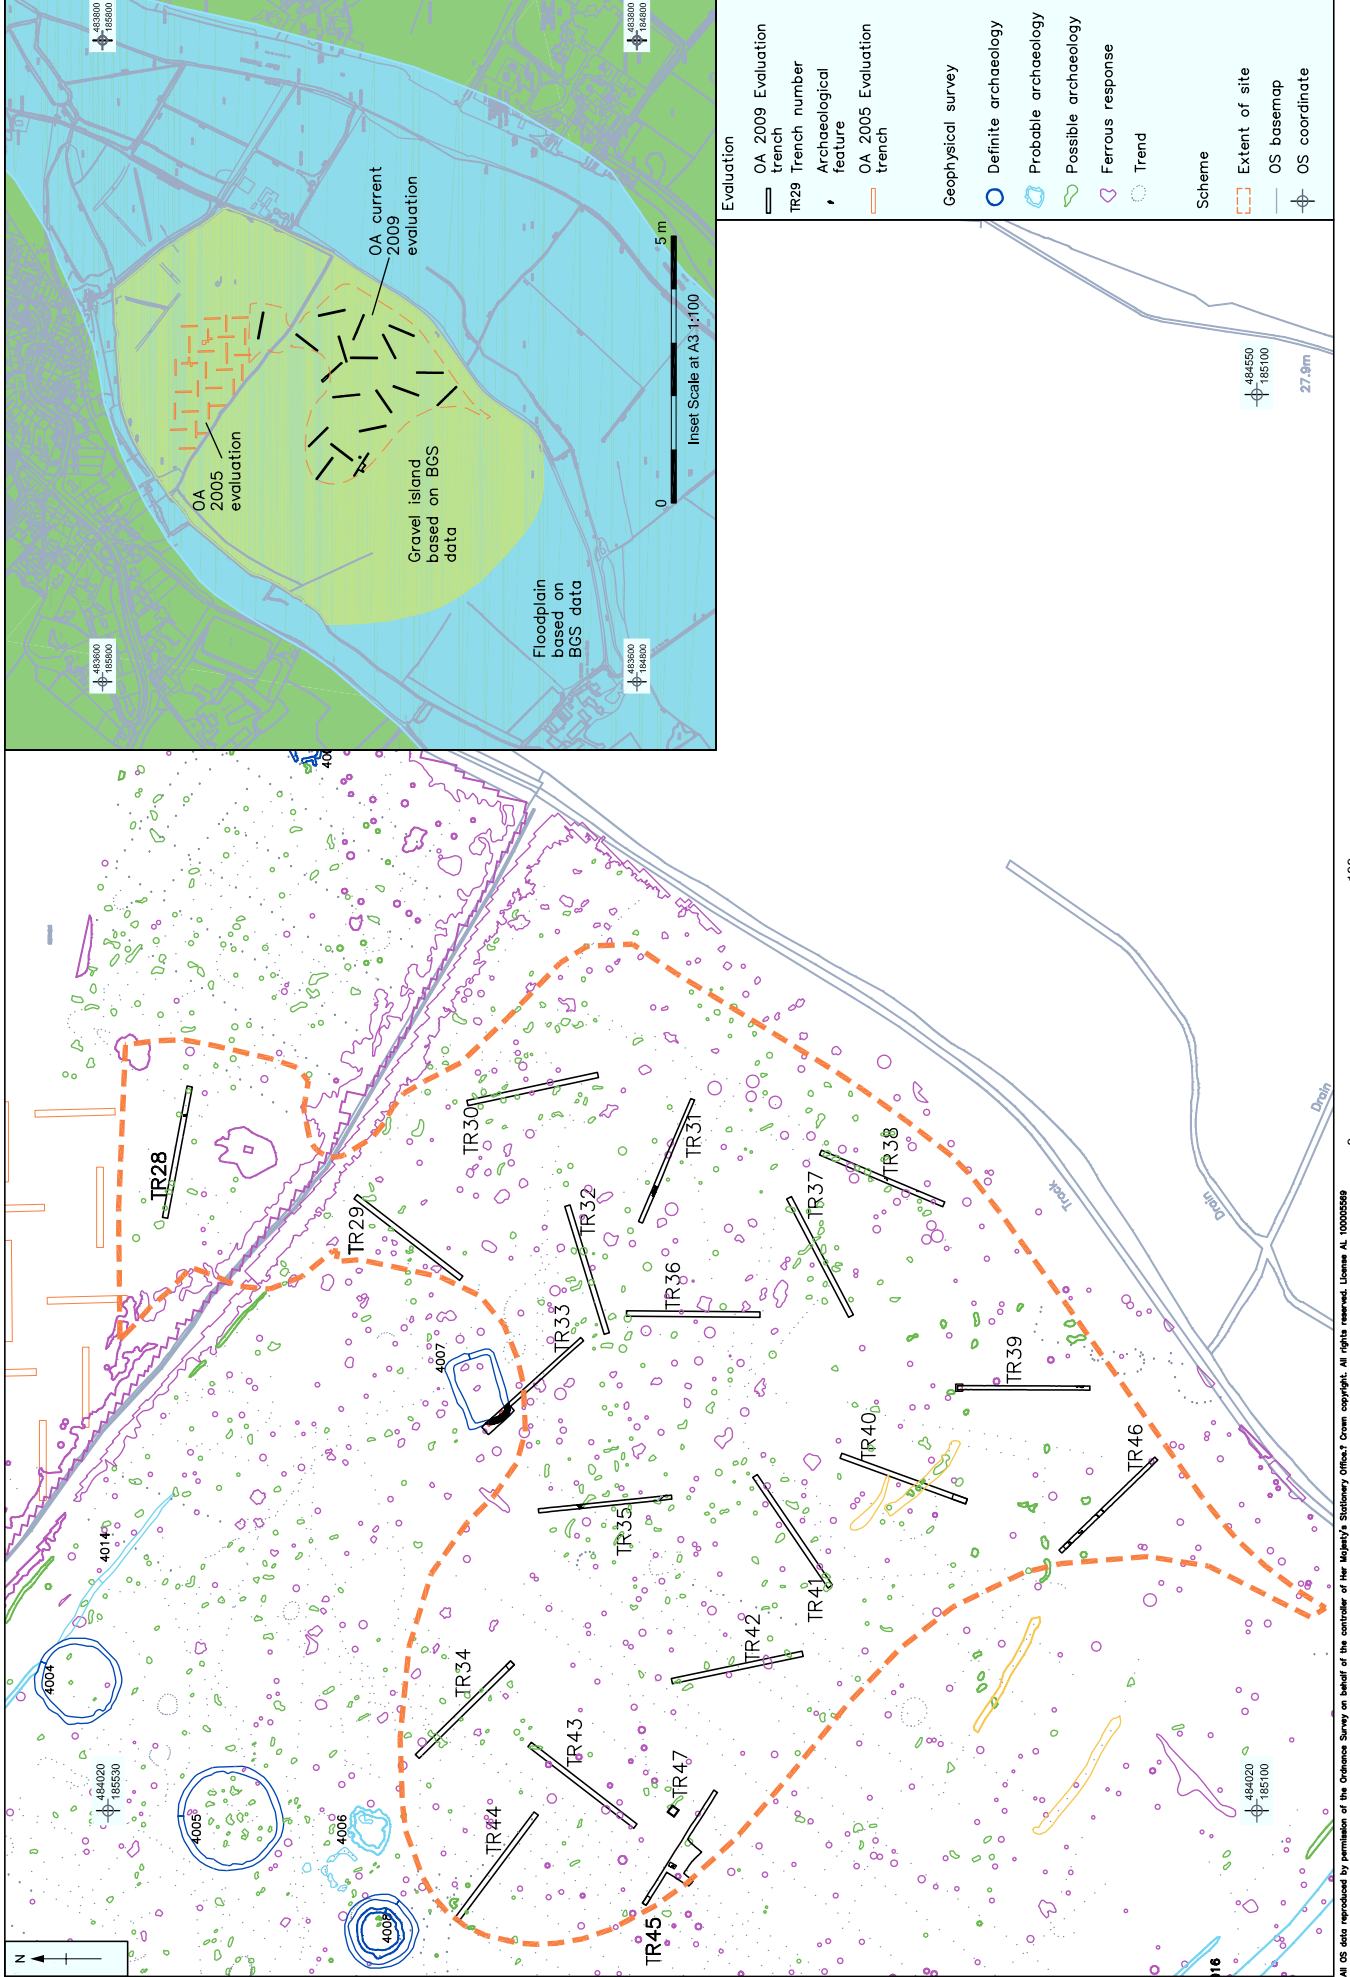 N
483600
185800
483800
185800
483600
184800
483800
184800
OA
2005
evaluation
OA current
2009
evaluation
Gravel island
based on BGS
data
Floodplain
based on
BGS data
0
5 m
Inset Scale at A3 1:100
Evaluation
OA 2009 Evaluation
trench
TR29 Trench number
Archaeological
feature
OA 2005 Evaluation
trench
Geophysical survey
Definite archaeology
Probable archaeology
Possible archaeology
Ferrous response
Trend
Scheme
Extent of site
OS basemap
OS coordinate
4004
4014
4005
4006
4008
4007
484020
185530
TR28
TR29
TR30
TR31
TR32
TR33
TR34
TR35
TR36
TR37
TR38
TR39
TR40
TR41
TR42
TR43
TR44
TR45
TR46
TR47
Track
Drain
Drain
484020
185100
484550
185100
27.9m
All OS data reproduced by permission of the Ordnance Survey on behalf of the controller of Her Majesty's Stationery Office.? Crown copyright. All rights reserved. License AL 100005569